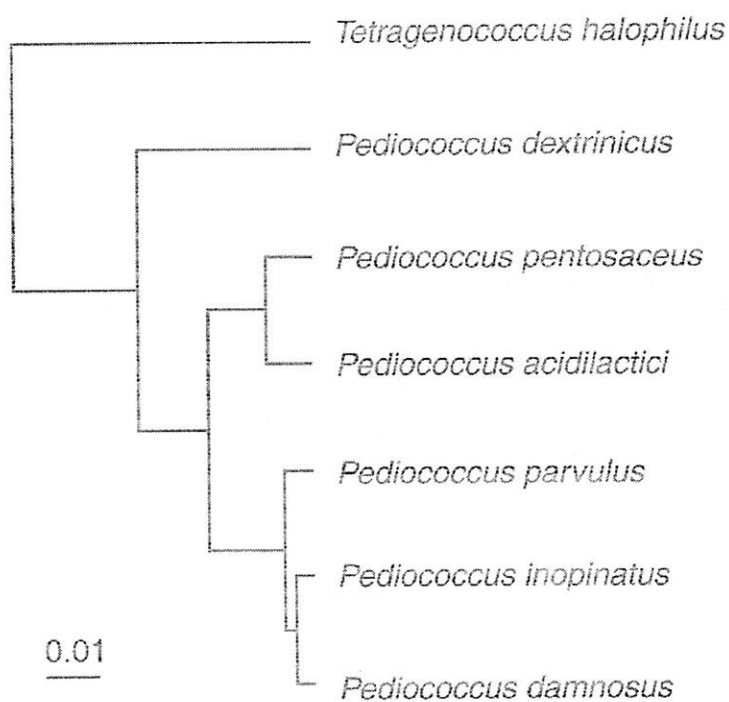 Tetragenococcus halophilus
Pediococcus dextrinicus
Pediococcus pentosaceus
Pediococcus acidilactici
Pediococcus parvulus
Pediococcus inopinatus
0.01
Pediococcus damnosus